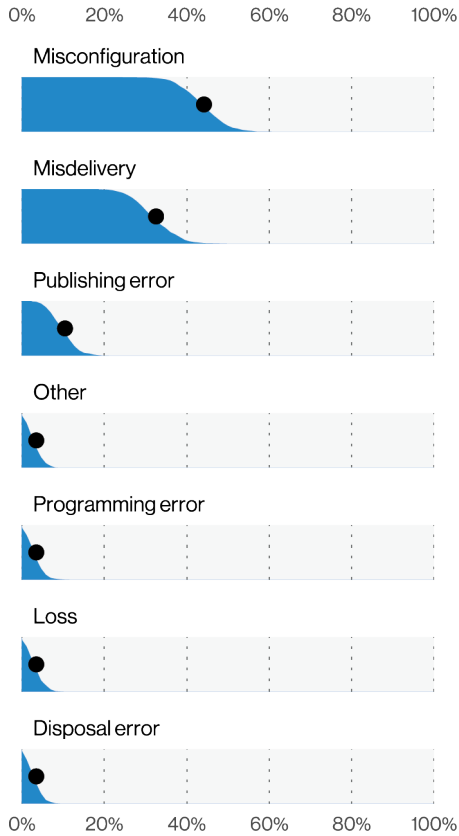 0% 20% 40% 60% 80% 100%
Misconfiguration
Misdelivery
Publishing error
Other
Programming error
Loss
Disposal error
0% 20% 40% 60% 80% 100%